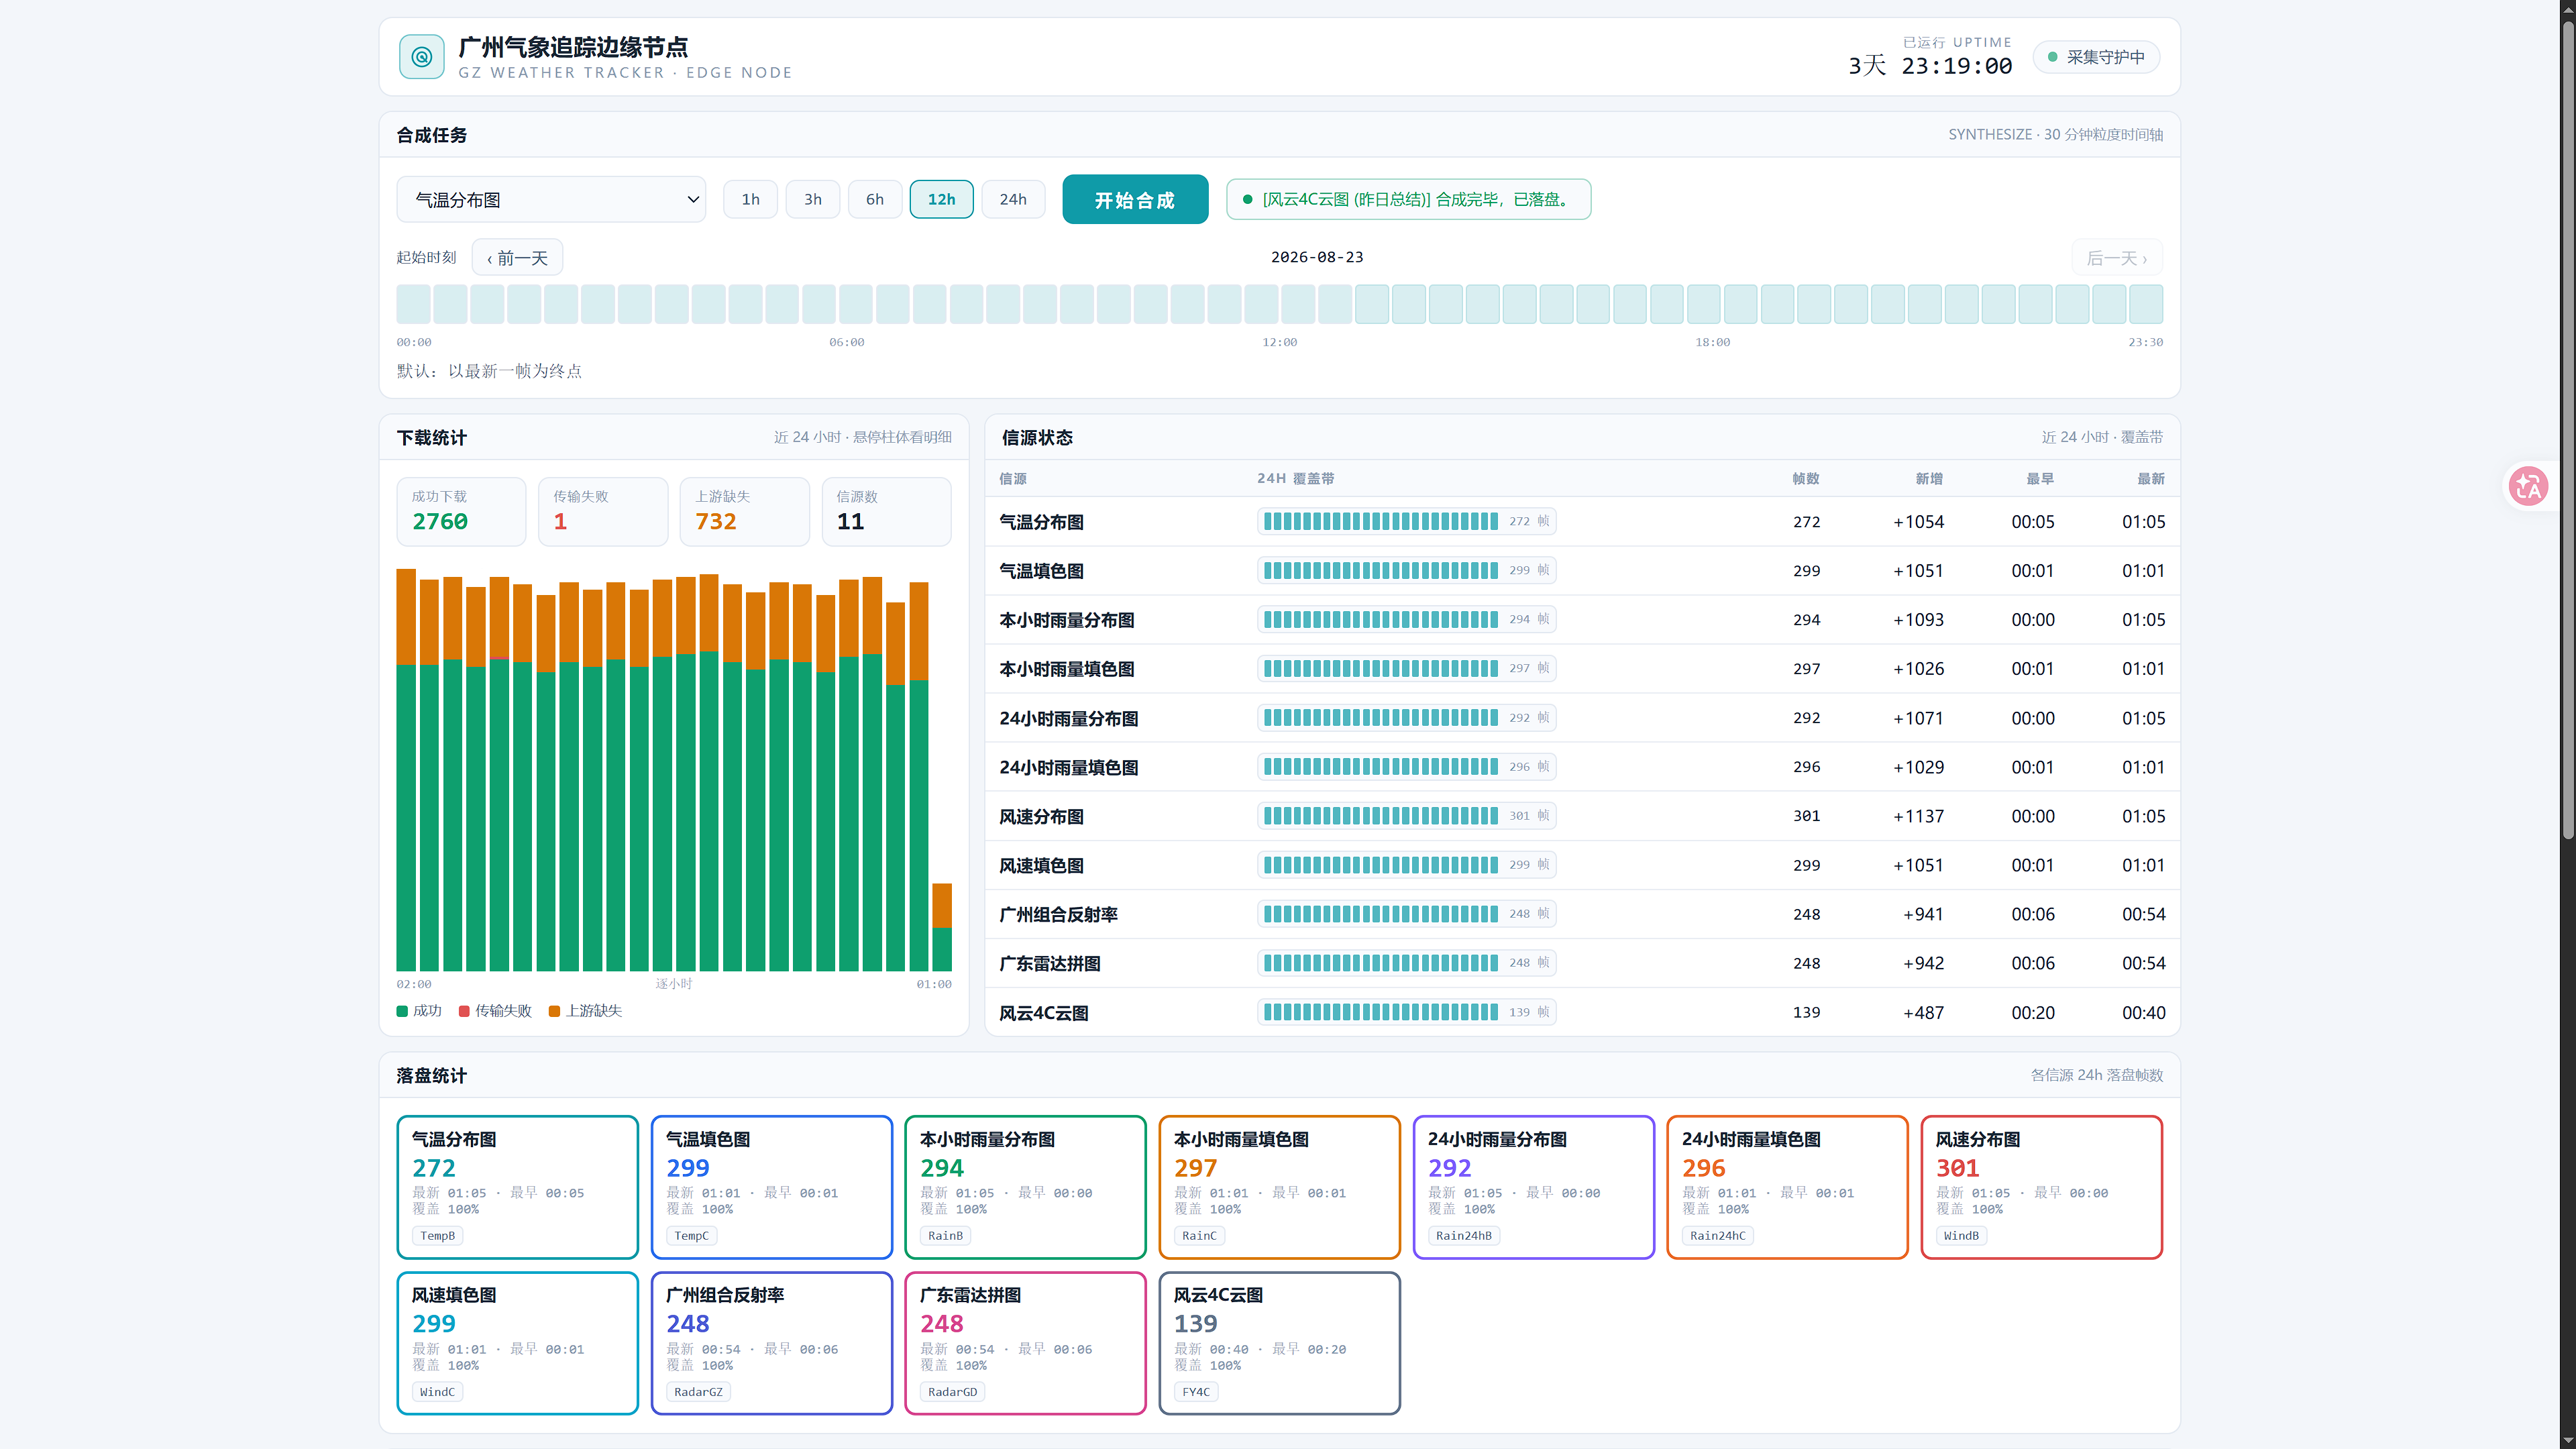 广州气象追踪边缘节点
GZ WEATHER TRACKER · EDGE NODE
已运行 UPTIME
3天 23:19:00
采集守护中
合成任务
SYNTHESIZE · 30 分钟粒度时间轴
气温分布图
1h 3h 6h 12h 24h
开始合成
[风云4C云图 (昨日总结)] 合成完毕，已落盘。
起始时刻 ‹ 前一天 2026-08-23 后一天 ›
00:00 06:00 12:00 18:00 23:30
默认：以最新一帧为终点
下载统计
近 24 小时 · 悬停柱体看明细
成功下载 传输失败 上游缺失 信源数
2760 1 732 11
02:00 逐小时 01:00
成功 传输失败 上游缺失
信源状态
近 24 小时 · 覆盖带
信源 24H 覆盖带 帧数 新增 最早 最新
气温分布图 272 帧 272 +1054 00:05 01:05
气温填色图 299 帧 299 +1051 00:01 01:01
本小时雨量分布图 294 帧 294 +1093 00:00 01:05
本小时雨量填色图 297 帧 297 +1026 00:01 01:01
24小时雨量分布图 292 帧 292 +1071 00:00 01:05
24小时雨量填色图 296 帧 296 +1029 00:01 01:01
风速分布图 301 帧 301 +1137 00:00 01:05
风速填色图 299 帧 299 +1051 00:01 01:01
广州组合反射率 248 帧 248 +941 00:06 00:54
广东雷达拼图 248 帧 248 +942 00:06 00:54
风云4C云图 139 帧 139 +487 00:20 00:40
落盘统计
各信源 24h 落盘帧数
气温分布图
272
最新 01:05 · 最早 00:05
覆盖 100%
TempB
气温填色图
299
最新 01:01 · 最早 00:01
覆盖 100%
TempC
本小时雨量分布图
294
最新 01:05 · 最早 00:00
覆盖 100%
RainB
本小时雨量填色图
297
最新 01:01 · 最早 00:01
覆盖 100%
RainC
24小时雨量分布图
292
最新 01:05 · 最早 00:00
覆盖 100%
Rain24hB
24小时雨量填色图
296
最新 01:01 · 最早 00:01
覆盖 100%
Rain24hC
风速分布图
301
最新 01:05 · 最早 00:00
覆盖 100%
WindB
风速填色图
299
最新 01:01 · 最早 00:01
覆盖 100%
WindC
广州组合反射率
248
最新 00:54 · 最早 00:06
覆盖 100%
RadarGZ
广东雷达拼图
248
最新 00:54 · 最早 00:06
覆盖 100%
RadarGD
风云4C云图
139
最新 00:40 · 最早 00:20
覆盖 100%
FY4C